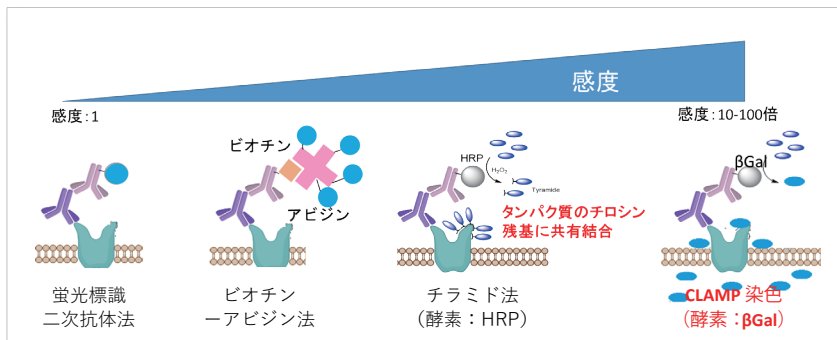 感度
感度：1
感度：10-100倍
ビオチン
アビジン
HRP
H₂O₂
Tyramide
タンパク質のチロシン
残基に共有結合
βGal
蛍光標識
二次抗体法
ビオチン
ーアビジン法
チラミド法
（酵素：HRP）
CLAMP 染色
（酵素：βGal）